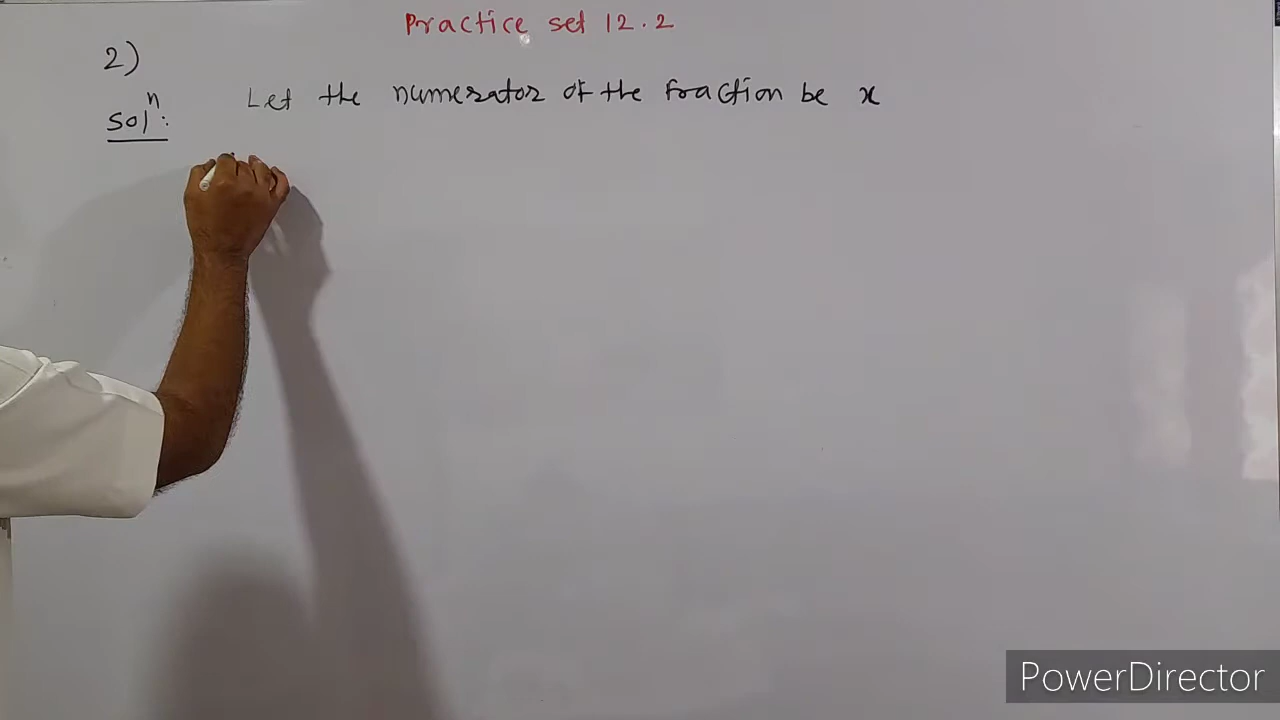 Practice set 12.2
2)
Solⁿ: Let the numerator of the fraction be x
PowerDirector